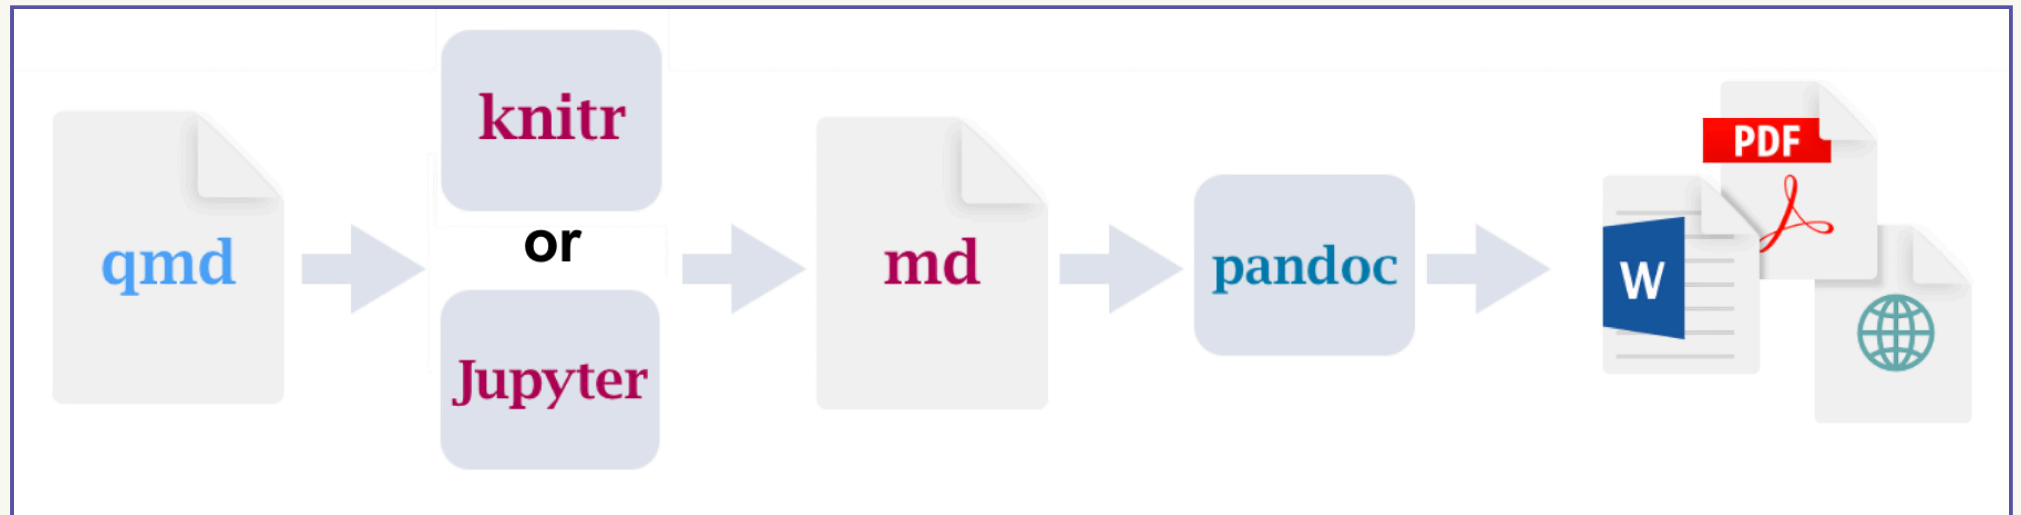 qmd
knitr
or
Jupyter
md
pandoc
PDF
W